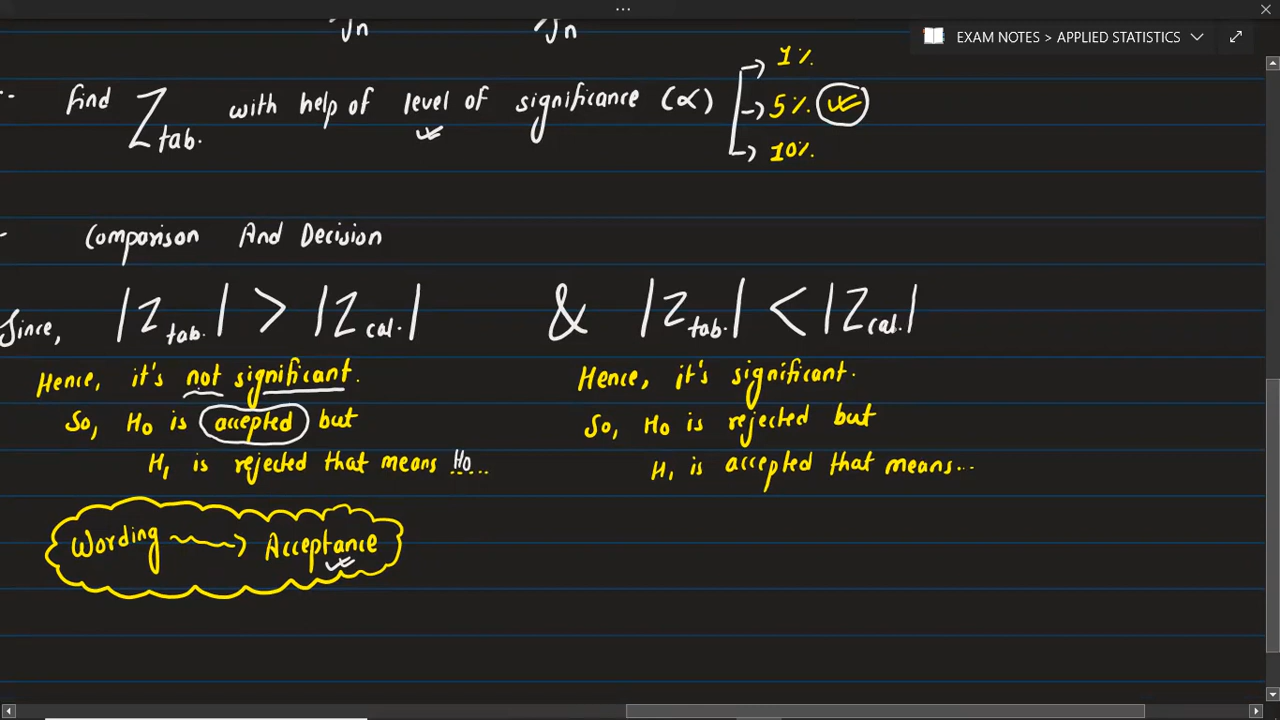 ...
EXAM NOTES > APPLIED STATISTICS
√n √n
find Z tab. with help of level of significance (α) → 1%
→ 5%
→ 10%
Comparison And Decision
Since, |Z tab.| > |Z cal.| & |Z tab.| < |Z cal.|
Hence, it's not significant. Hence, it's significant.
So, H0 is accepted but So, H0 is rejected but
H1 is rejected that means H0... H1 is accepted that means...
Wording → Acceptance